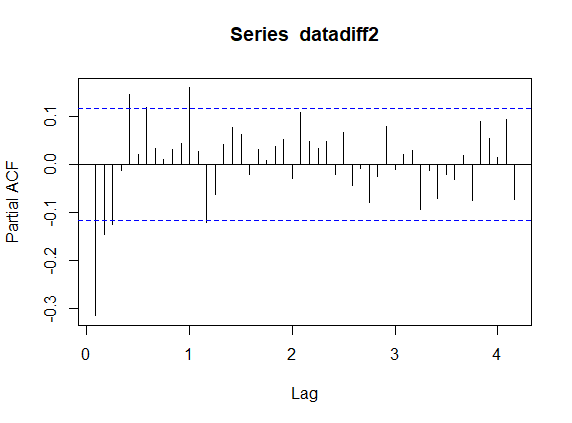 Series  datadiff2
Partial ACF
0.1
0.0
-0.1
-0.2
-0.3
0 1 2 3 4
Lag